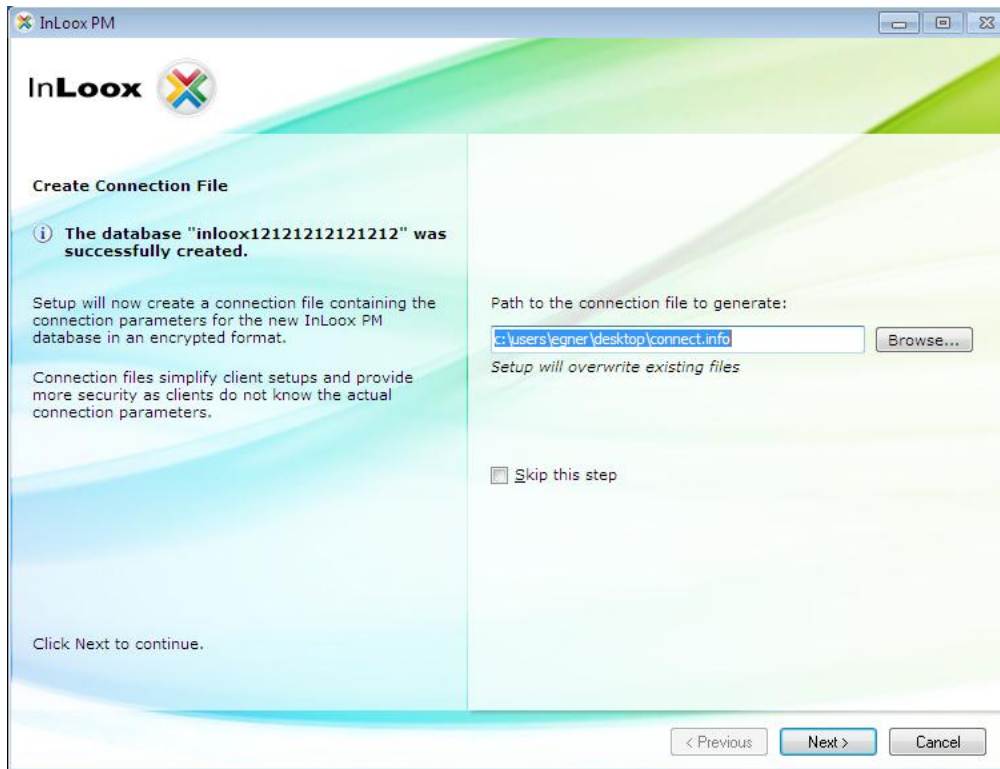 InLoox PM
InLoox
Create Connection File
The database "inloox12121212121212" was
successfully created.
Setup will now create a connection file containing the
connection parameters for the new InLoox PM
database in an encrypted format.
Connection files simplify client setups and provide
more security as clients do not know the actual
connection parameters.
Click Next to continue.
Path to the connection file to generate:
c:\users\egner\desktop\connect.info
Browse...
Setup will overwrite existing files
Skip this step
< Previous
Next >
Cancel